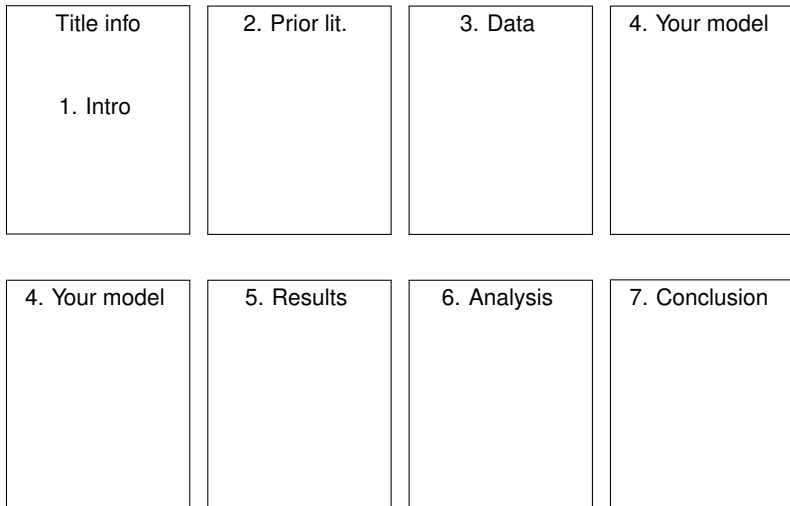 Title info
1. Intro
2. Prior lit.
3. Data
4. Your model
4. Your model
5. Results
6. Analysis
7. Conclusion